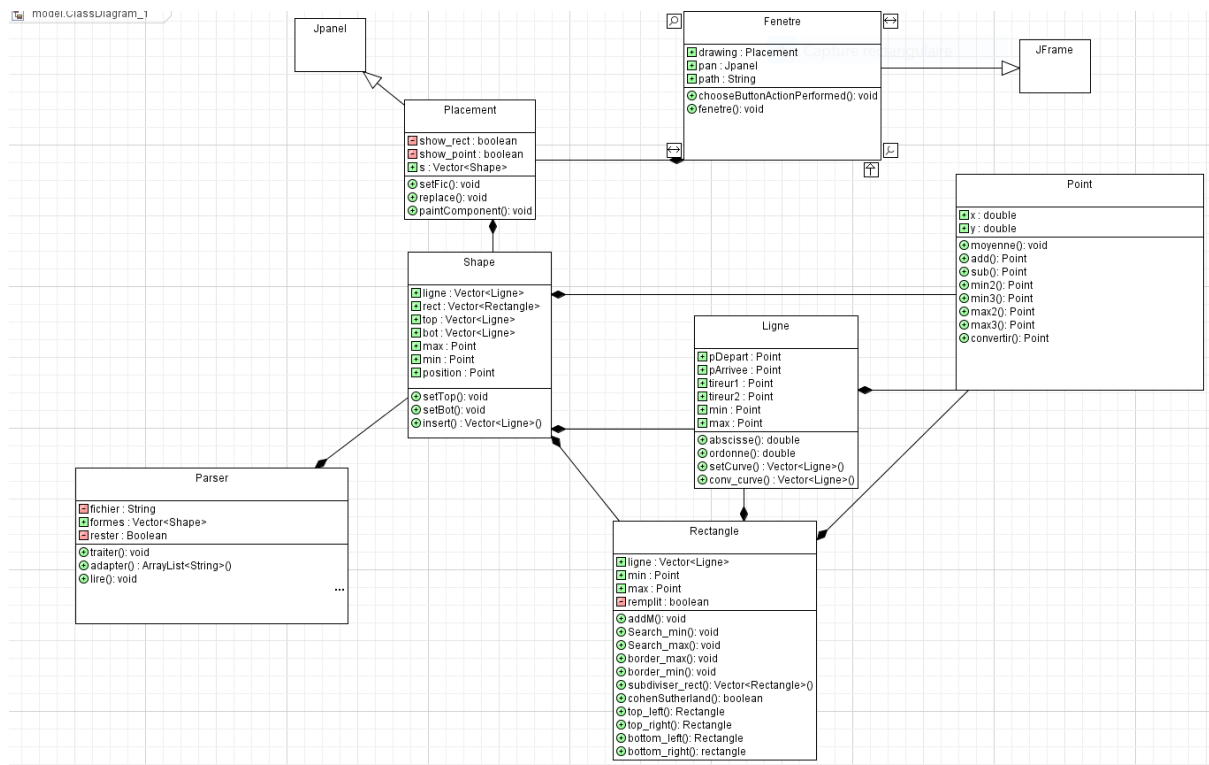 model.ClassDiagram_1
Jpanel
Fenetre
drawing : Placement
pan : Jpanel
path : String
chooseButtonActionPerformed(): void
fenetre(): void
Capture rectangulaire
JFrame
Placement
show_rect : boolean
show_point : boolean
s : Vector<Shape>
setFic(): void
replace(): void
paintComponent(): void
Point
x : double
y : double
moyenne(): void
add(): Point
sub(): Point
min2(): Point
min3(): Point
max2(): Point
max3(): Point
convertir(): Point
Shape
ligne : Vector<Ligne>
rect : Vector<Rectangle>
top : Vector<Ligne>
bot : Vector<Ligne>
max : Point
min : Point
position : Point
setTop(): void
setBot(): void
insert() : Vector<Ligne>()
Ligne
pDepart : Point
pArrivee : Point
tireur1 : Point
tireur2 : Point
min : Point
max : Point
abscisse(): double
ordonne(): double
setCurve() : Vector<Ligne>()
conv_curve() : Vector<Ligne>()
Parser
fichier : String
formes : Vector<Shape>
rester : Boolean
traiter(): void
adapter() : ArrayList<String>()
lire(): void
...
Rectangle
ligne : Vector<Ligne>
min : Point
max : Point
remplit : boolean
addM(): void
Search_min(): void
Search_max(): void
border_max(): void
border_min(): void
subdiviser_rect(): Vector<Rectangle>()
cohenSutherland(): boolean
top_left(): Rectangle
top_right(): Rectangle
bottom_left(): Rectangle
bottom_right(): rectangle